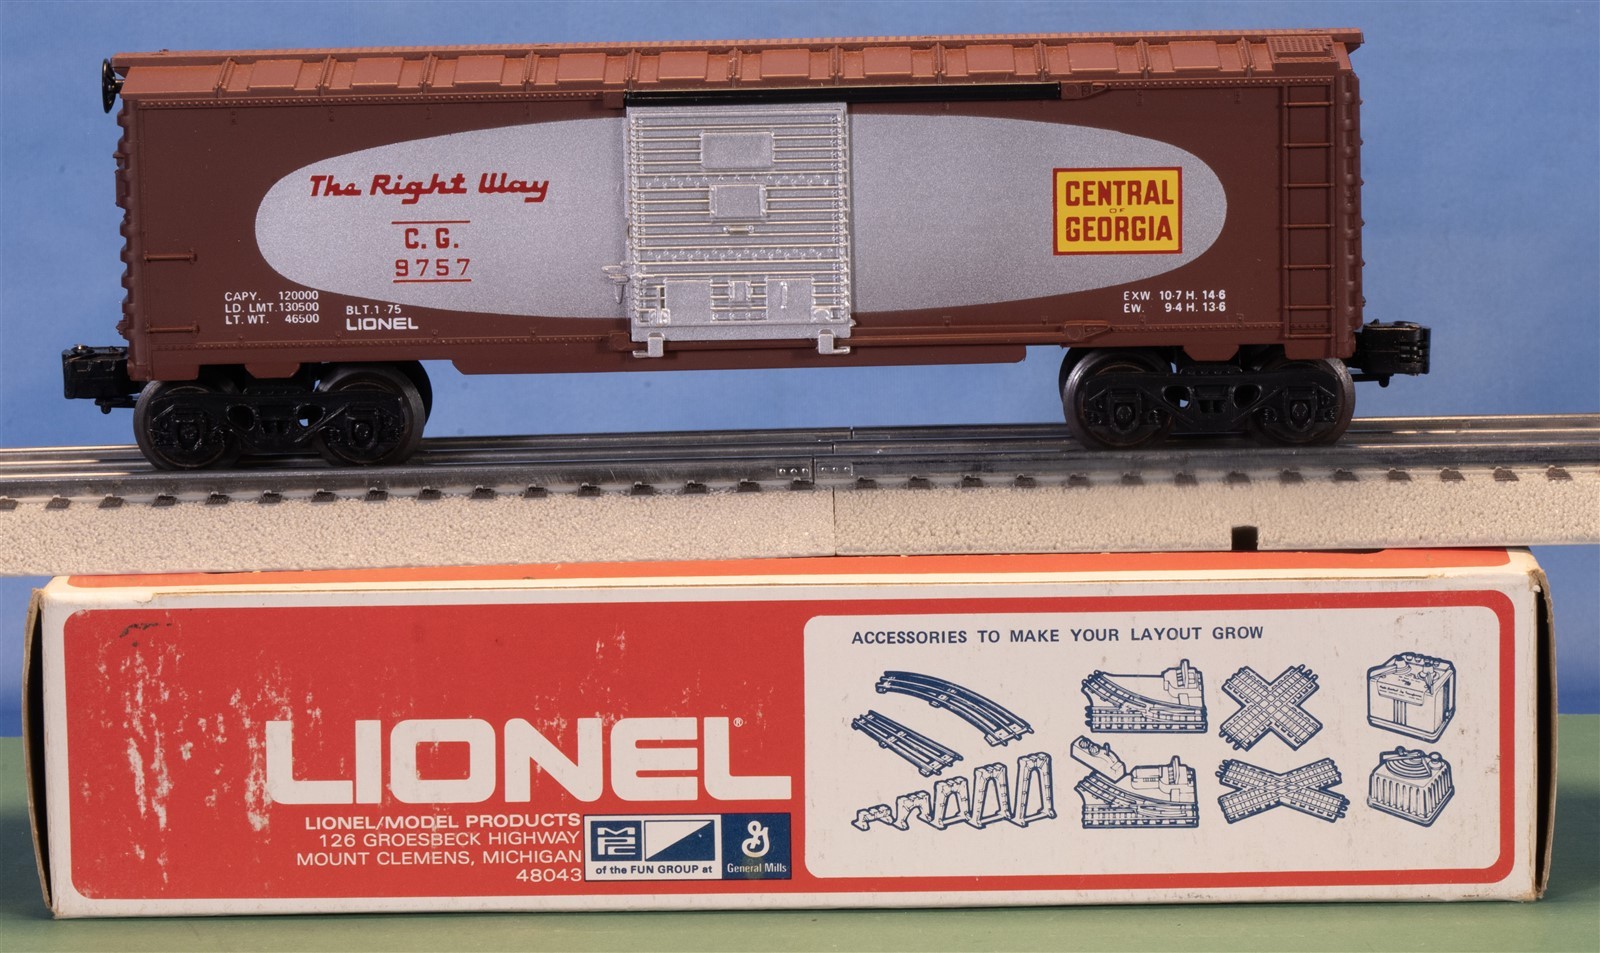 The Right Way
C. G.
9757
CENTRAL
OF
GEORGIA
CAPY. 120000
LD. LMT. 130500
LT. WT. 46500
BLT. 1-75
LIONEL
EXW. 10-7 H. 14-6
EW. 9-4 H. 13-6
LIONEL®
LIONEL/MODEL PRODUCTS
126 GROESBECK HIGHWAY
MOUNT CLEMENS, MICHIGAN
48043
MPC
of the FUN GROUP at
G
General Mills
ACCESSORIES TO MAKE YOUR LAYOUT GROW